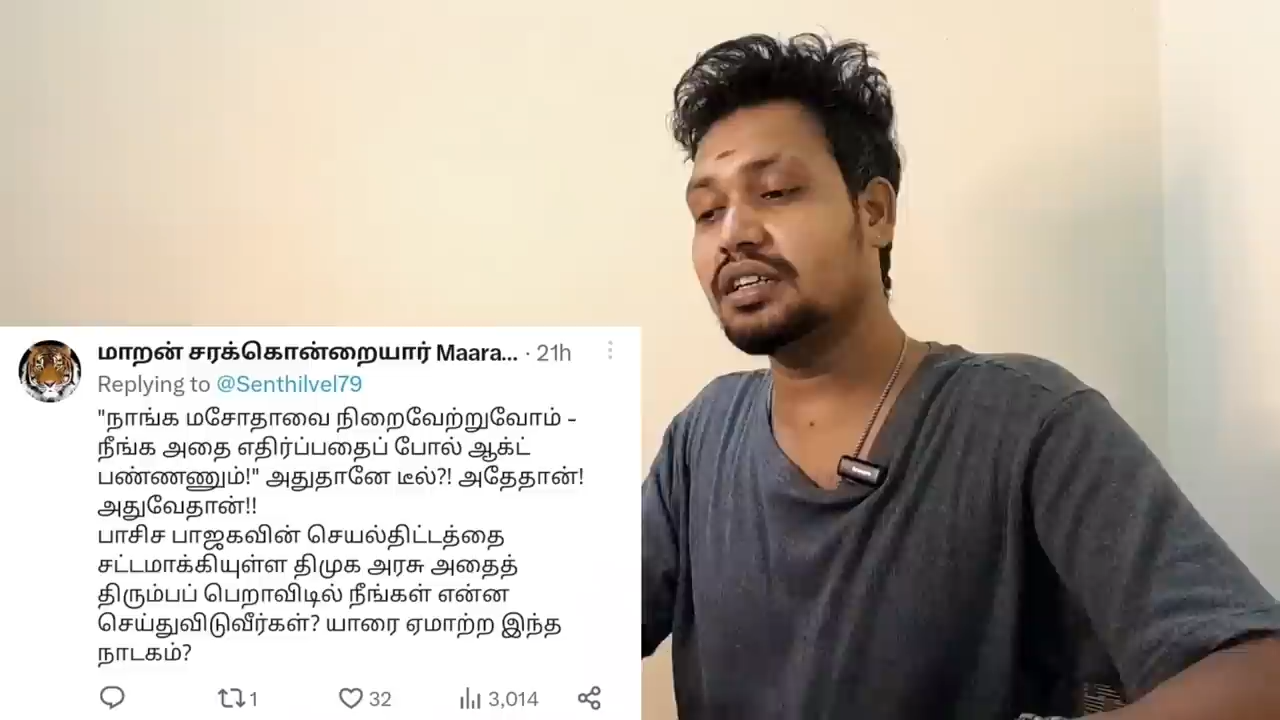 மாறன் சரக்கொன்றையார் Maara... · 21h
Replying to @Senthilvel79
"நாங்க மசோதாவை நிறைவேற்றுவோம் -
நீங்க அதை எதிர்ப்பதைப் போல் ஆக்ட்
பண்ணணும்!" அதுதானே டீல்?! அதேதான்!
அதுவேதான்!!
பாசிச பாஜகவின் செயல்திட்டத்தை
சட்டமாக்கியுள்ள திமுக அரசு அதைத்
திரும்பப் பெறாவிடில் நீங்கள் என்ன
செய்துவிடுவீர்கள்? யாரை ஏமாற்ற இந்த
நாடகம்?
1 32 3,014